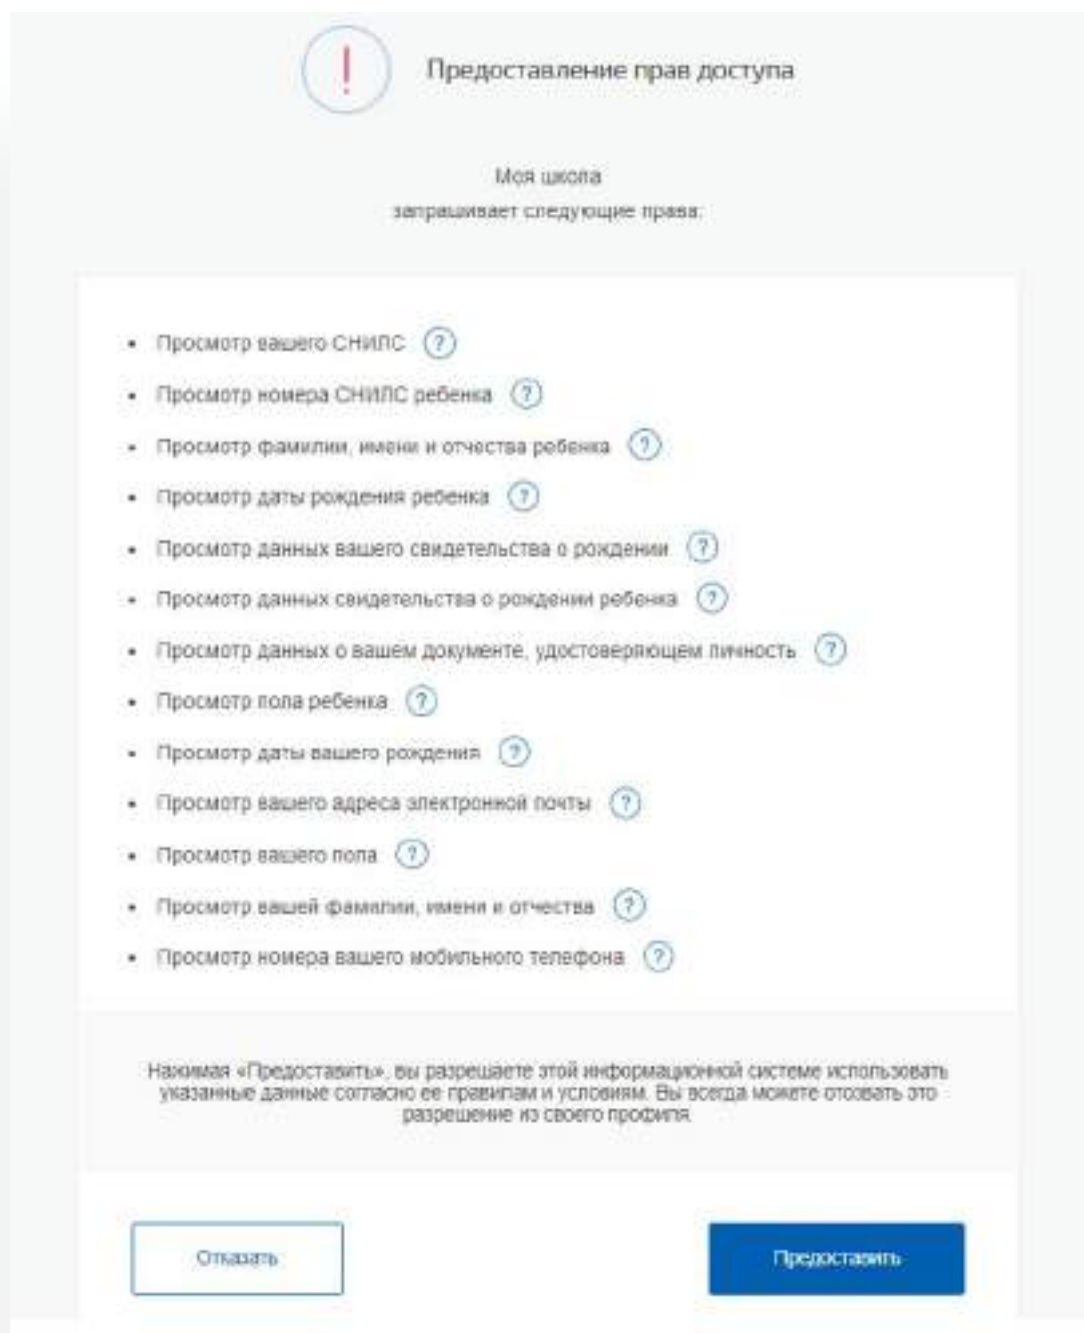 Предоставление прав доступа
Моя школа
запрашивает следующие права:
• Просмотр вашего СНИЛС ?
• Просмотр номера СНИЛС ребенка ?
• Просмотр фамилии, имени и отчества ребенка ?
• Просмотр даты рождения ребенка ?
• Просмотр данных вашего свидетельства о рождении ?
• Просмотр данных свидетельства о рождении ребенка ?
• Просмотр данных о вашем документе, удостоверяющем личность ?
• Просмотр пола ребенка ?
• Просмотр даты вашего рождения ?
• Просмотр вашего адреса электронной почты ?
• Просмотр вашего пола ?
• Просмотр вашей фамилии, имени и отчества ?
• Просмотр номера вашего мобильного телефона ?
Нажимая «Предоставить», вы разрешаете этой информационной системе использовать
указанные данные согласно ее правилам и условиям. Вы всегда можете отозвать это
разрешение из своего профиля.
Отказать
Предоставить